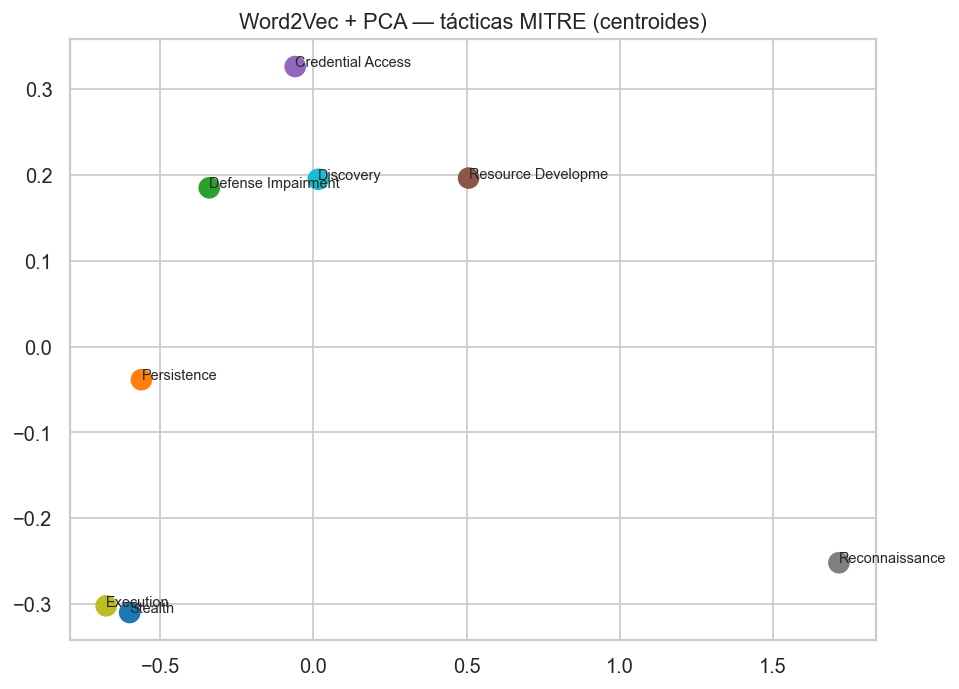 Word2Vec + PCA — tácticas MITRE (centroides)
Credential Access
0.3
Discovery
Resource Developme
Defense Impairment
0.2
0.1
0.0
Persistence
−0.1
−0.2
Reconnaissance
Execution
Stealth
−0.3
−0.5 0.0 0.5 1.0 1.5